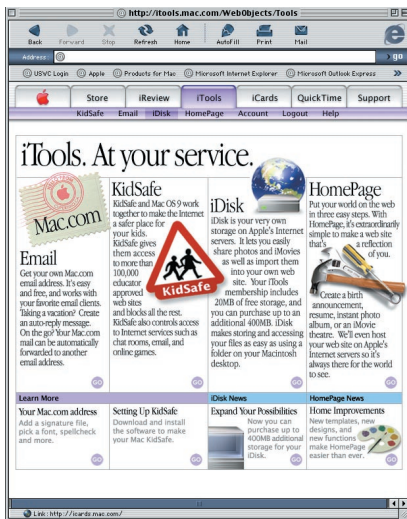 http://itools.mac.com/WebObjects/Tools
Back Forward Stop Refresh Home AutoFill Print Mail
Address: go
USVC Login Apple Products for Mac Microsoft Internet Explorer Microsoft Outlook Express
Store iReview iTools iCards QuickTime Support
KidSafe Email iDisk HomePage Account Logout Help
iTools. At your service.
Mac.com
Email
Get your own Mac.com
email address. It's easy
and free, and works with
your favorite email clients.
Taking a vacation? Create
an auto-reply message.
On the go? Your Mac.com
mail can be automatically
forwarded to another
email address.
GO
KidSafe
KidSafe and Mac OS 9 work
together to make the Internet
a safer place for
your kids.
KidSafe gives
them access
to more than
100,000
educator
approved
web sites
and blocks all the rest.
KidSafe also controls access
to Internet services such as
chat rooms, email, and
online games.
KidSafe
GO
iDisk
iDisk is your very own
storage on Apple's Internet
servers. It lets you easily
share photos and iMovies
as well as import them
into your own web
site. Your iTools
membership includes
20MB of free storage, and
you can purchase up to an
additional 400MB. iDisk
makes storing and accessing
your files as easy as using a
folder on your Macintosh
desktop.
GO
HomePage
Put your world on the web
in three easy steps. With
HomePage, it's extraordinarily
simple to make a web site
that's a reflection
of you.
Create a birth
announcement,
resume, instant photo
album, or an iMovie
theatre. We'll even host
your web site on Apple's
Internet servers so it's
always there for the world
to see.
GO
Learn More
Your Mac.com address
Add a signature file,
pick a font, spellcheck
and more.
GO
Setting Up KidSafe
Download and install
the software to make
your Mac KidSafe.
GO
iDisk News
Expand Your Possibilities
Now you can
purchase up to
400MB additional
storage for your
iDisk.
GO
HomePage News
Home Improvements
New templates, new
designs, and
new functions
make HomePage
easier than ever.
GO
Link: http://icards.mac.com/